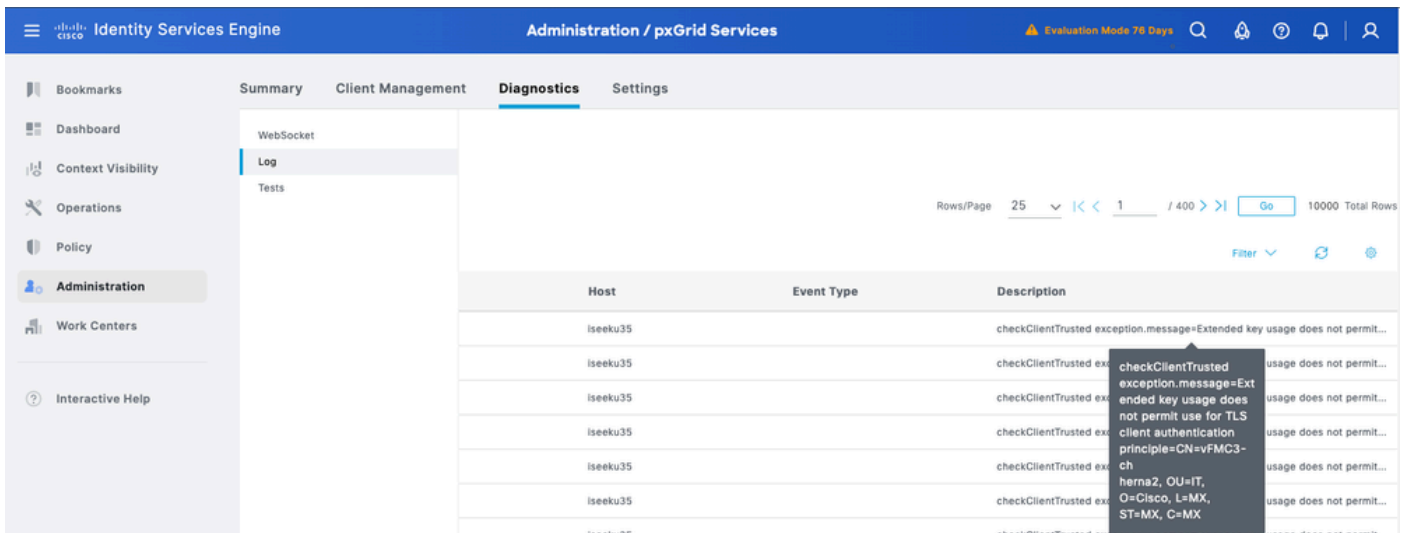 cisco Identity Services Engine
Administration / pxGrid Services
Evaluation Mode 76 Days
Bookmarks
Dashboard
Context Visibility
Operations
Policy
Administration
Work Centers
Interactive Help
Summary Client Management Diagnostics Settings
WebSocket
Log
Tests
Rows/Page 25 1 / 400 Go 10000 Total Rows
Filter
Host Event Type Description
iseeku35 checkClientTrusted exception.message=Extended key usage does not permit...
iseeku35 checkClientTrusted usage does not permit...
iseeku35 checkClientTrusted usage does not permit...
iseeku35 checkClientTrusted usage does not permit...
iseeku35 checkClientTrusted usage does not permit...
iseeku35 checkClientTrusted usage does not permit...
checkClientTrusted
exception.message=Ext
ended key usage does
not permit use for TLS
client authentication
principle=CN=vFMC3-
ch
herna2, OU=IT,
O=Cisco, L=MX,
ST=MX, C=MX